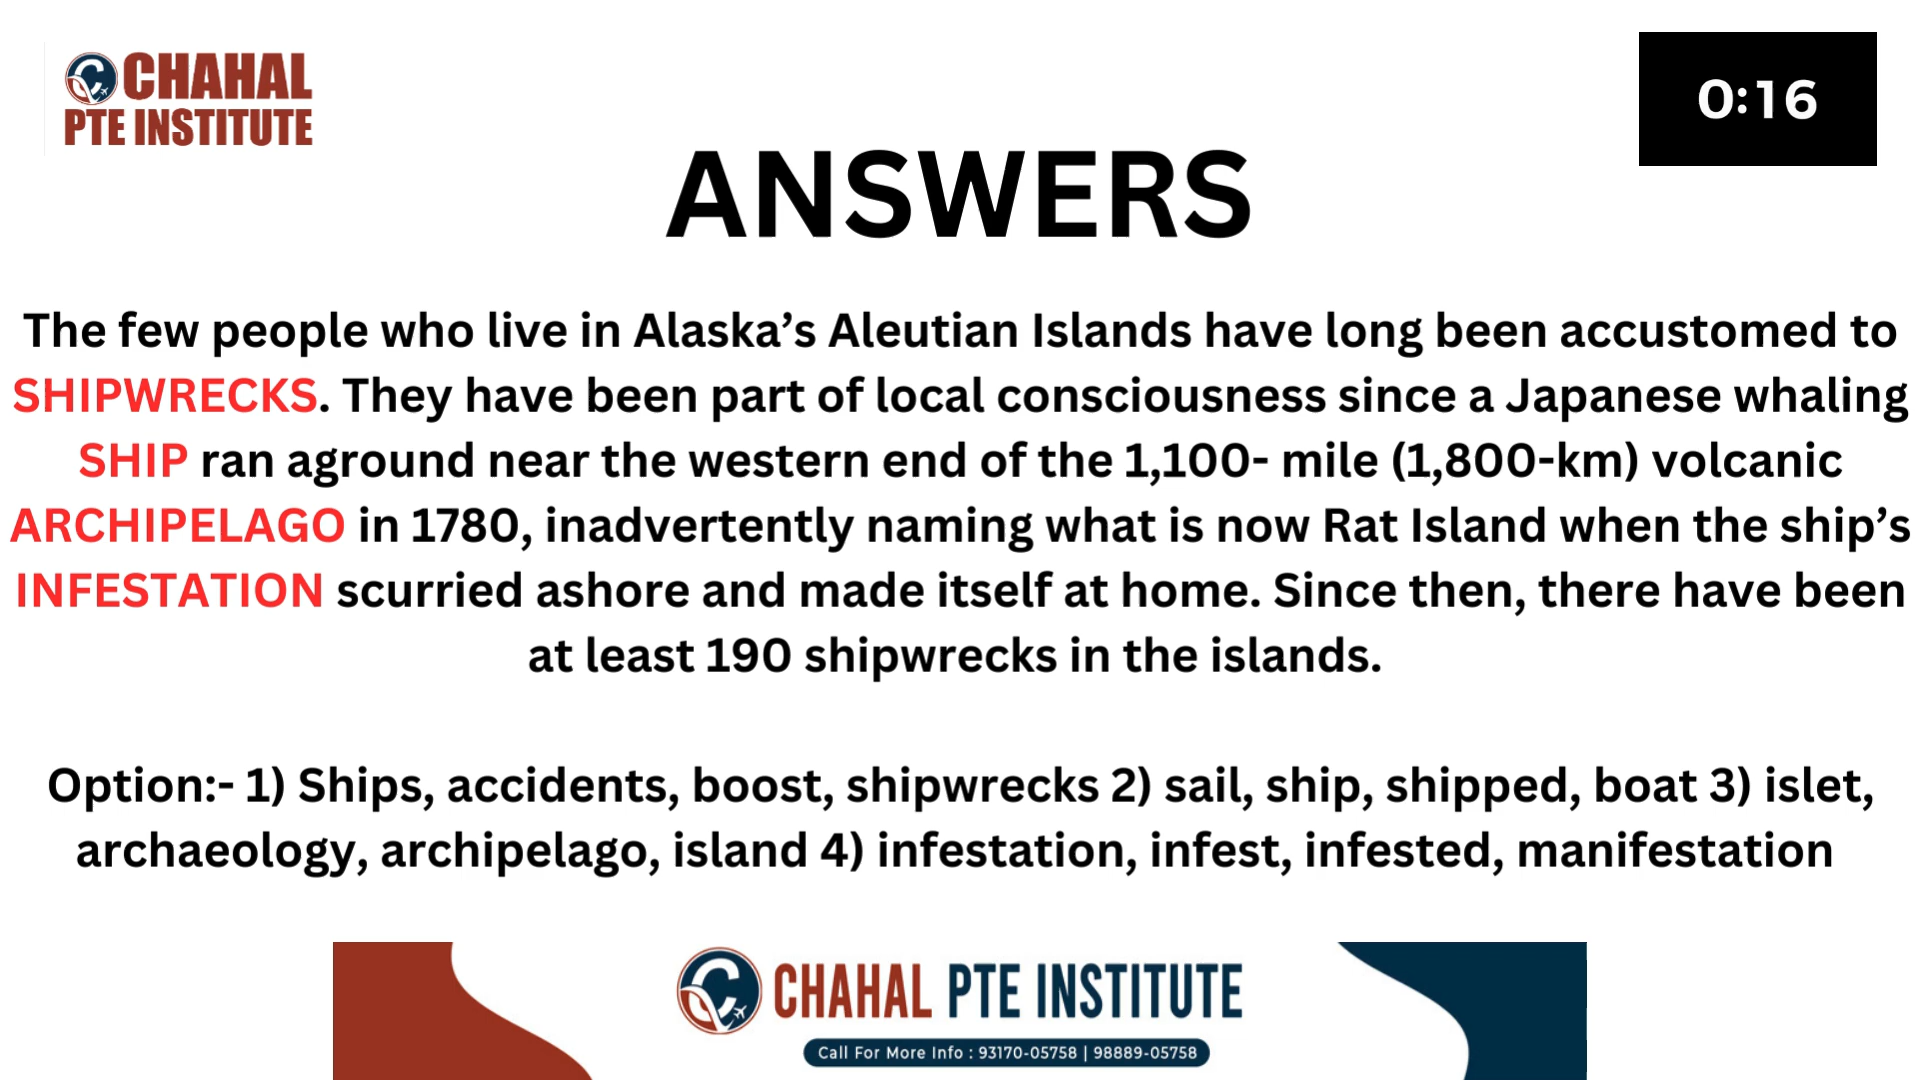 CHAHAL
PTE INSTITUTE
0:16
ANSWERS
The few people who live in Alaska’s Aleutian Islands have long been accustomed to
SHIPWRECKS. They have been part of local consciousness since a Japanese whaling
SHIP ran aground near the western end of the 1,100- mile (1,800-km) volcanic
ARCHIPELAGO in 1780, inadvertently naming what is now Rat Island when the ship’s
INFESTATION scurried ashore and made itself at home. Since then, there have been
at least 190 shipwrecks in the islands.
Option:- 1) Ships, accidents, boost, shipwrecks 2) sail, ship, shipped, boat 3) islet,
archaeology, archipelago, island 4) infestation, infest, infested, manifestation
CHAHAL PTE INSTITUTE
Call For More Info : 93170-05758 | 98889-05758